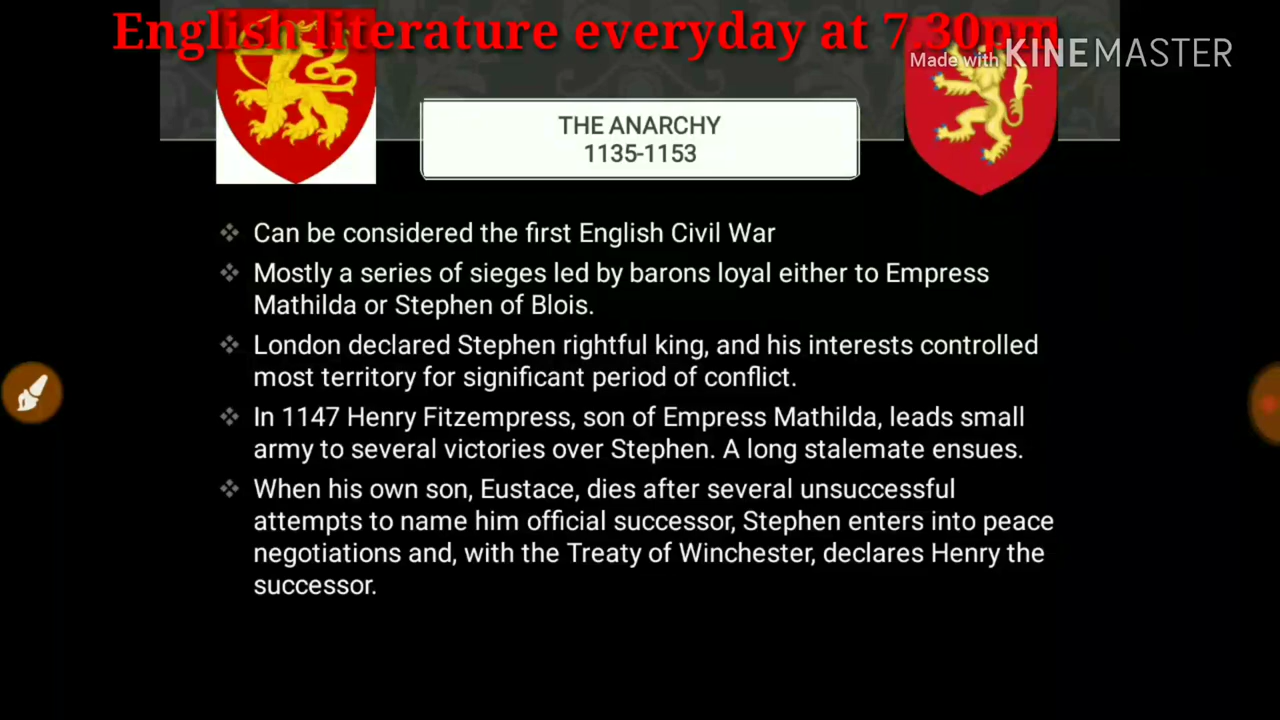 English literature everyday at 7:30pm
Made with KINEMASTER
THE ANARCHY
1135-1153
Can be considered the first English Civil War
Mostly a series of sieges led by barons loyal either to Empress
Mathilda or Stephen of Blois.
London declared Stephen rightful king, and his interests controlled
most territory for significant period of conflict.
In 1147 Henry Fitzempress, son of Empress Mathilda, leads small
army to several victories over Stephen. A long stalemate ensues.
When his own son, Eustace, dies after several unsuccessful
attempts to name him official successor, Stephen enters into peace
negotiations and, with the Treaty of Winchester, declares Henry the
successor.